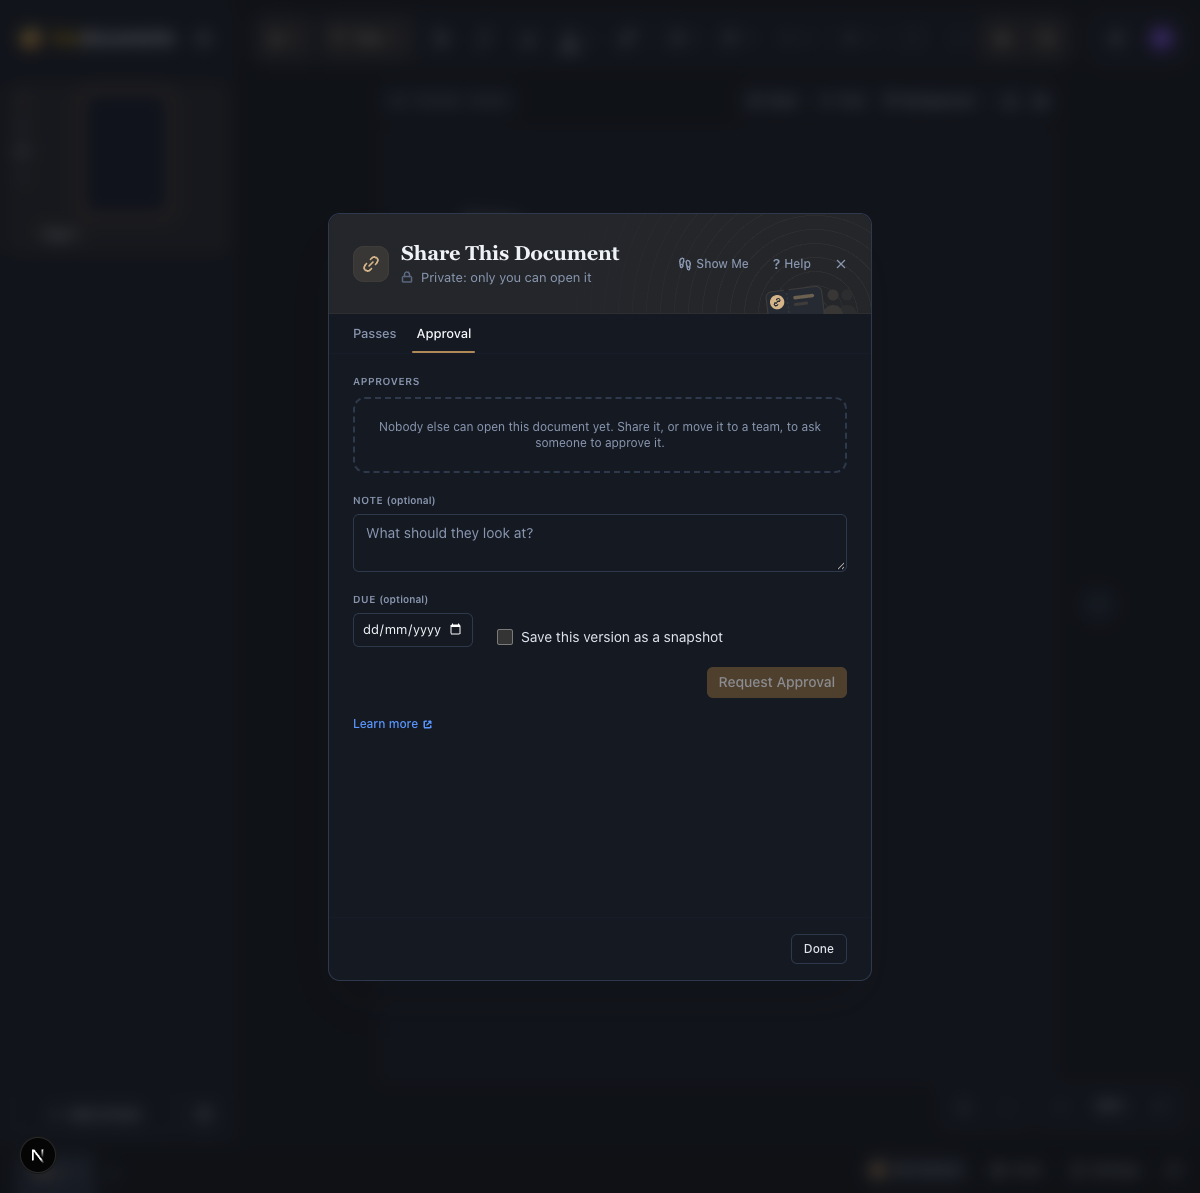 Share This Document
Private: only you can open it
Show Me
? Help
Passes
Approval
APPROVERS
Nobody else can open this document yet. Share it, or move it to a team, to ask
someone to approve it.
NOTE (optional)
What should they look at?
DUE (optional)
dd/mm/yyyy
Save this version as a snapshot
Request Approval
Learn more
Done
N